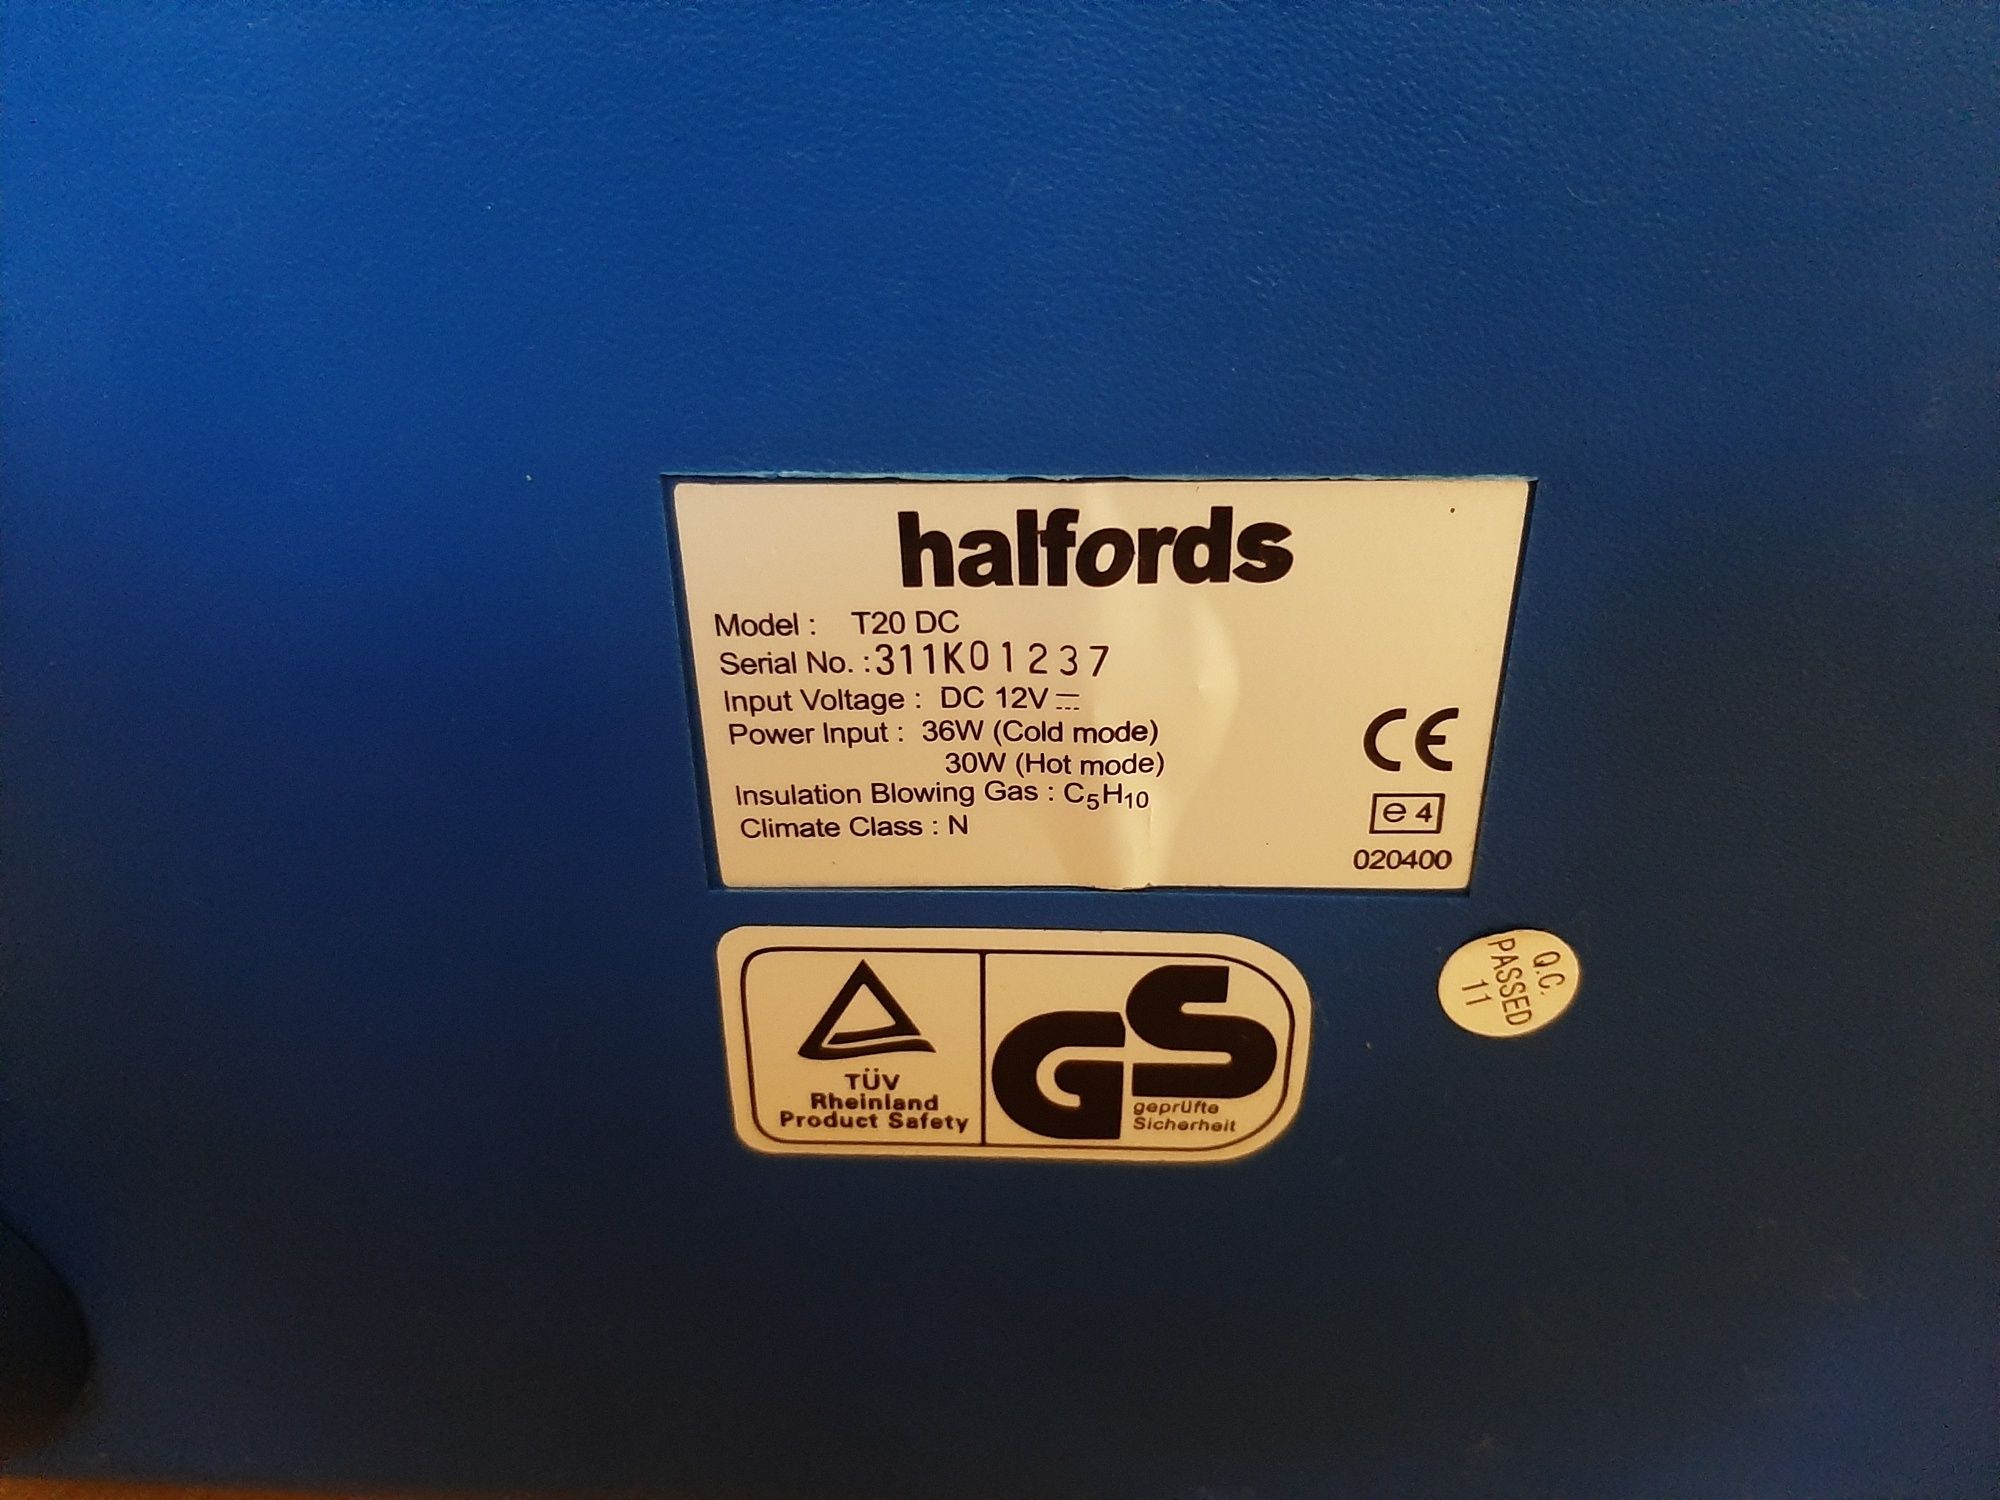 halfords
Model : T20 DC
Serial No. : 311K01237
Input Voltage : DC 12V ⎓
Power Input : 36W (Cold mode)
30W (Hot mode)
Insulation Blowing Gas : C₅H₁₀
Climate Class : N
CE
e 4
020400
TÜV
Rheinland
Product Safety
GS
geprüfte
Sicherheit
Q.C.
PASSED
11